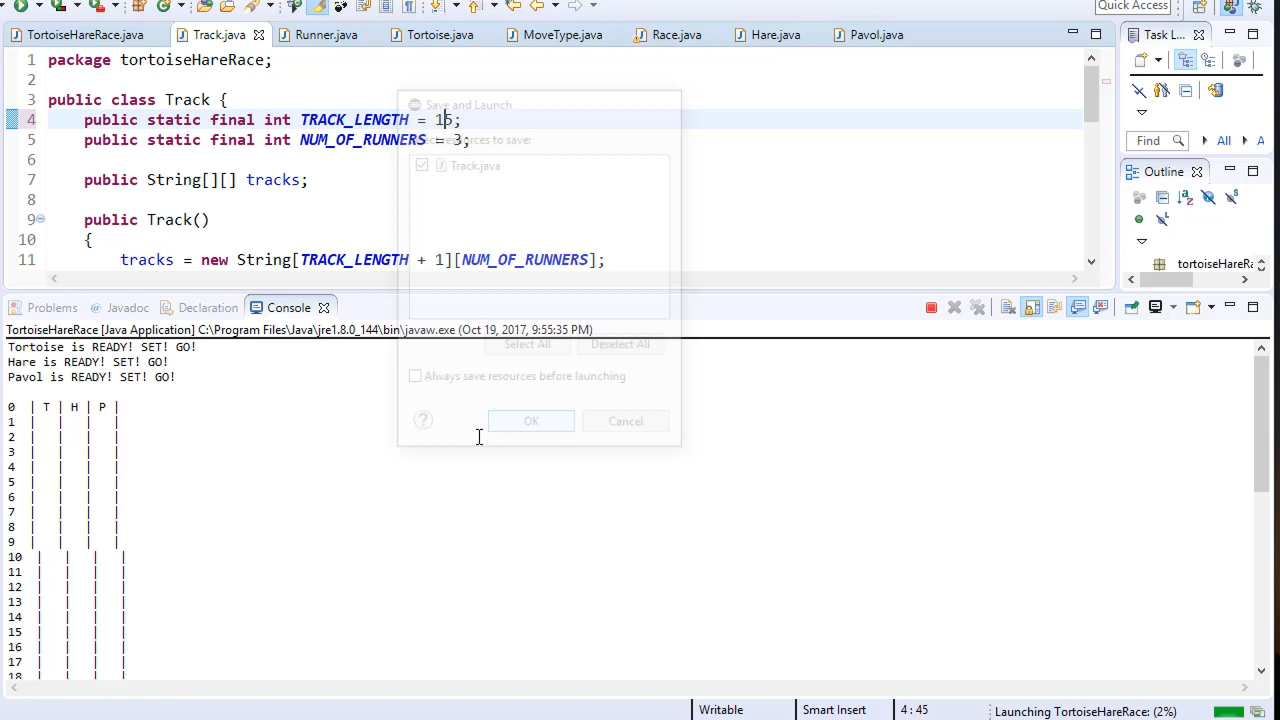 Quick Access
TortoiseHareRace.java
Track.java
Runner.java
Tortoise.java
MoveType.java
Race.java
Hare.java
Pavol.java
Task L...
1 package tortoiseHareRace;
2
3 public class Track {
4 public static final int TRACK_LENGTH = 15;
5 public static final int NUM_OF_RUNNERS = 3;
6
7 public String[][] tracks;
8
9 public Track()
10 {
11 tracks = new String[TRACK_LENGTH + 1][NUM_OF_RUNNERS];
Save and Launch
resources to save:
Track.java
Select All Deselect All
Always save resources before launching
OK Cancel
Find All A
Outline
tortoiseHareRa
Problems Javadoc Declaration Console
TortoiseHareRace [Java Application] C:\Program Files\Java\jre1.8.0_144\bin\javaw.exe (Oct 19, 2017, 9:55:35 PM)
Tortoise is READY! SET! GO!
Hare is READY! SET! GO!
Pavol is READY! SET! GO!
0 | T | H | P |
1 | | | |
2 | | | |
3 | | | |
4 | | | |
5 | | | |
6 | | | |
7 | | | |
8 | | | |
9 | | | |
10 | | | |
11 | | | |
12 | | | |
13 | | | |
14 | | | |
15 | | | |
16 | | | |
17 | | | |
18 | | | |
Writable Smart Insert 4 : 45 Launching TortoiseHareRace: (2%)